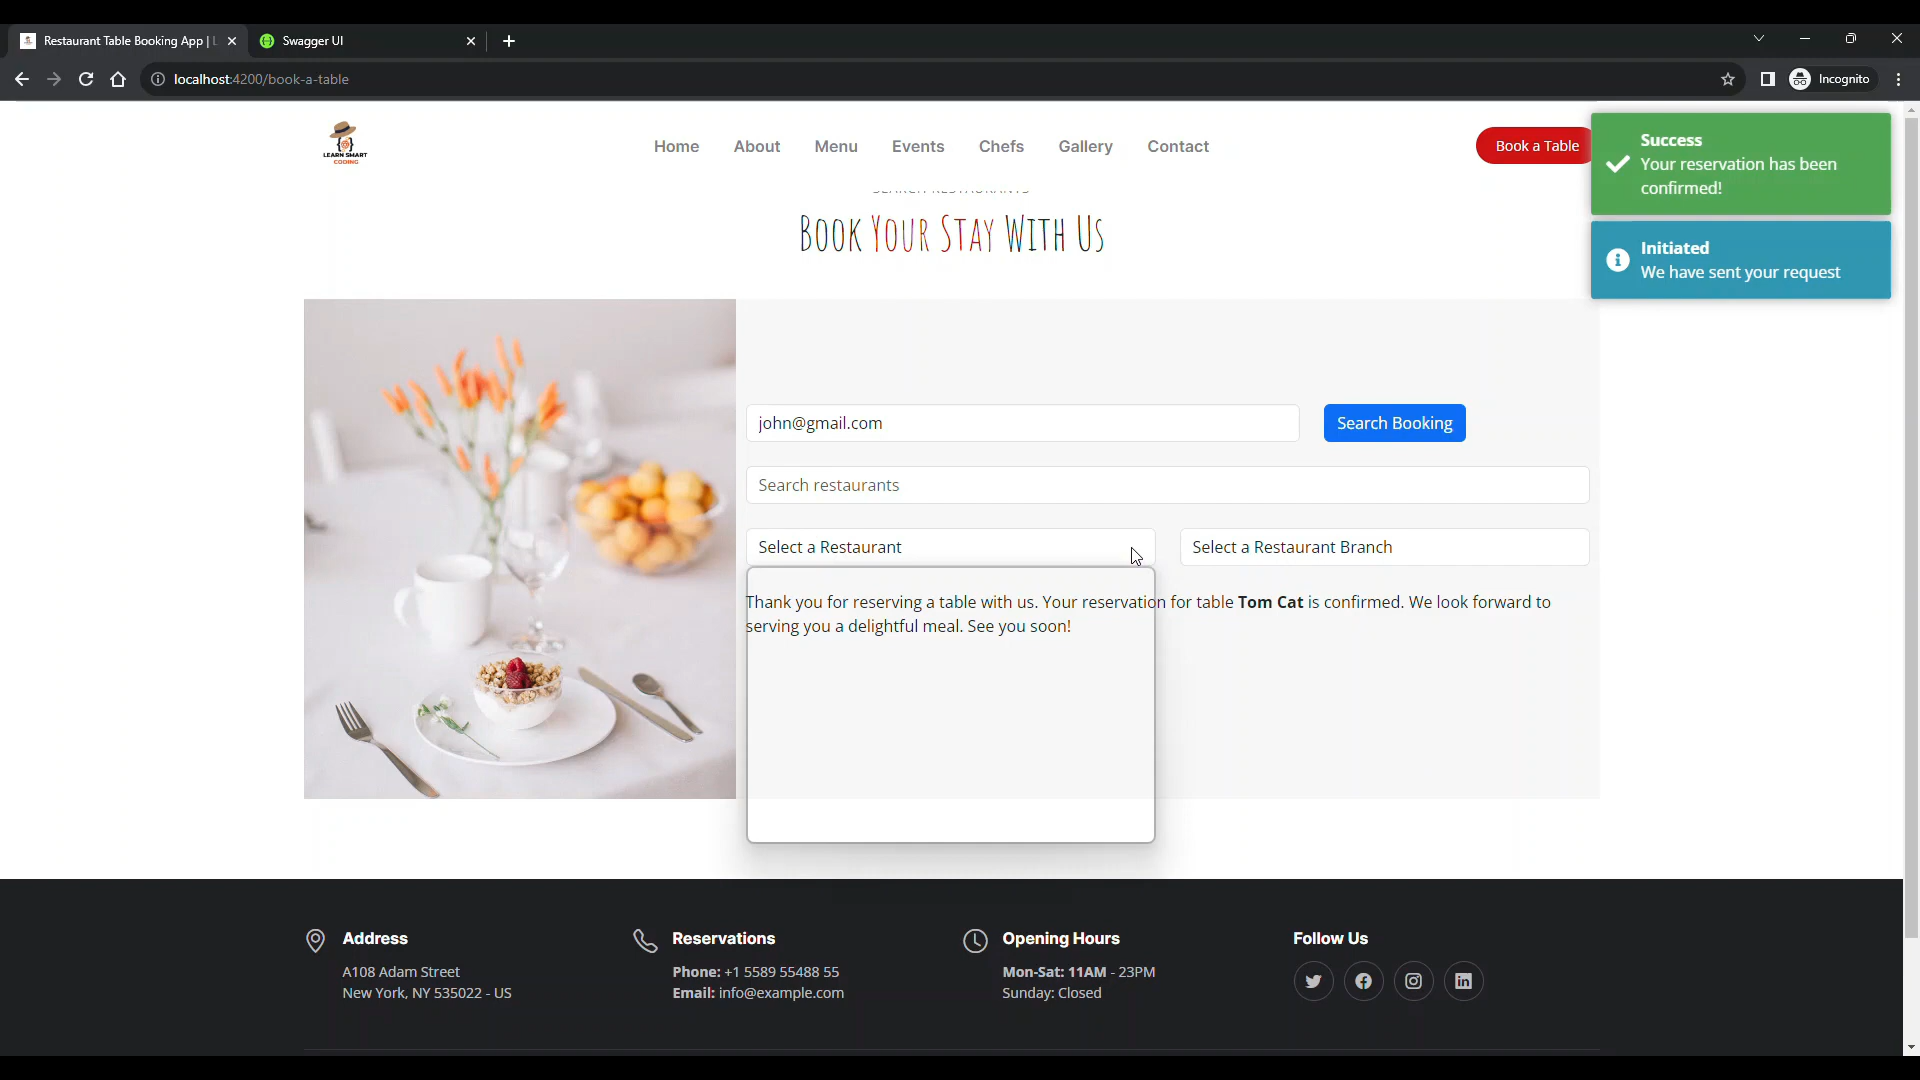 Restaurant Table Booking App | L
Swagger UI
localhost:4200/book-a-table
Incognito
LEARN SMART
CODING
Home
About
Menu
Events
Chefs
Gallery
Contact
Book a Table
Success
Your reservation has been
confirmed!
Initiated
We have sent your request
Book Your Stay With Us
john@gmail.com
Search Booking
Search restaurants
Select a Restaurant
Select a Restaurant Branch
Thank you for reserving a table with us. Your reservation for table Tom Cat is confirmed. We look forward to
serving you a delightful meal. See you soon!
Address
A108 Adam Street
New York, NY 535022 - US
Reservations
Phone: +1 5589 55488 55
Email: info@example.com
Opening Hours
Mon-Sat: 11AM - 23PM
Sunday: Closed
Follow Us